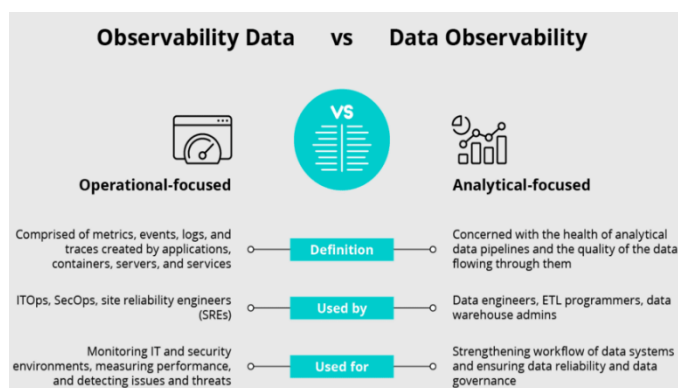 Observability Data vs Data Observability
VS
Operational-focused
Analytical-focused
Comprised of metrics, events, logs, and
traces created by applications,
containers, servers, and services
Definition
Concerned with the health of analytical
data pipelines and the quality of the data
flowing through them
ITOps, SecOps, site reliability engineers
(SREs)
Used by
Data engineers, ETL programmers, data
warehouse admins
Monitoring IT and security
environments, measuring performance,
and detecting issues and threats
Used for
Strengthening workflow of data systems
and ensuring data reliability and data
governance